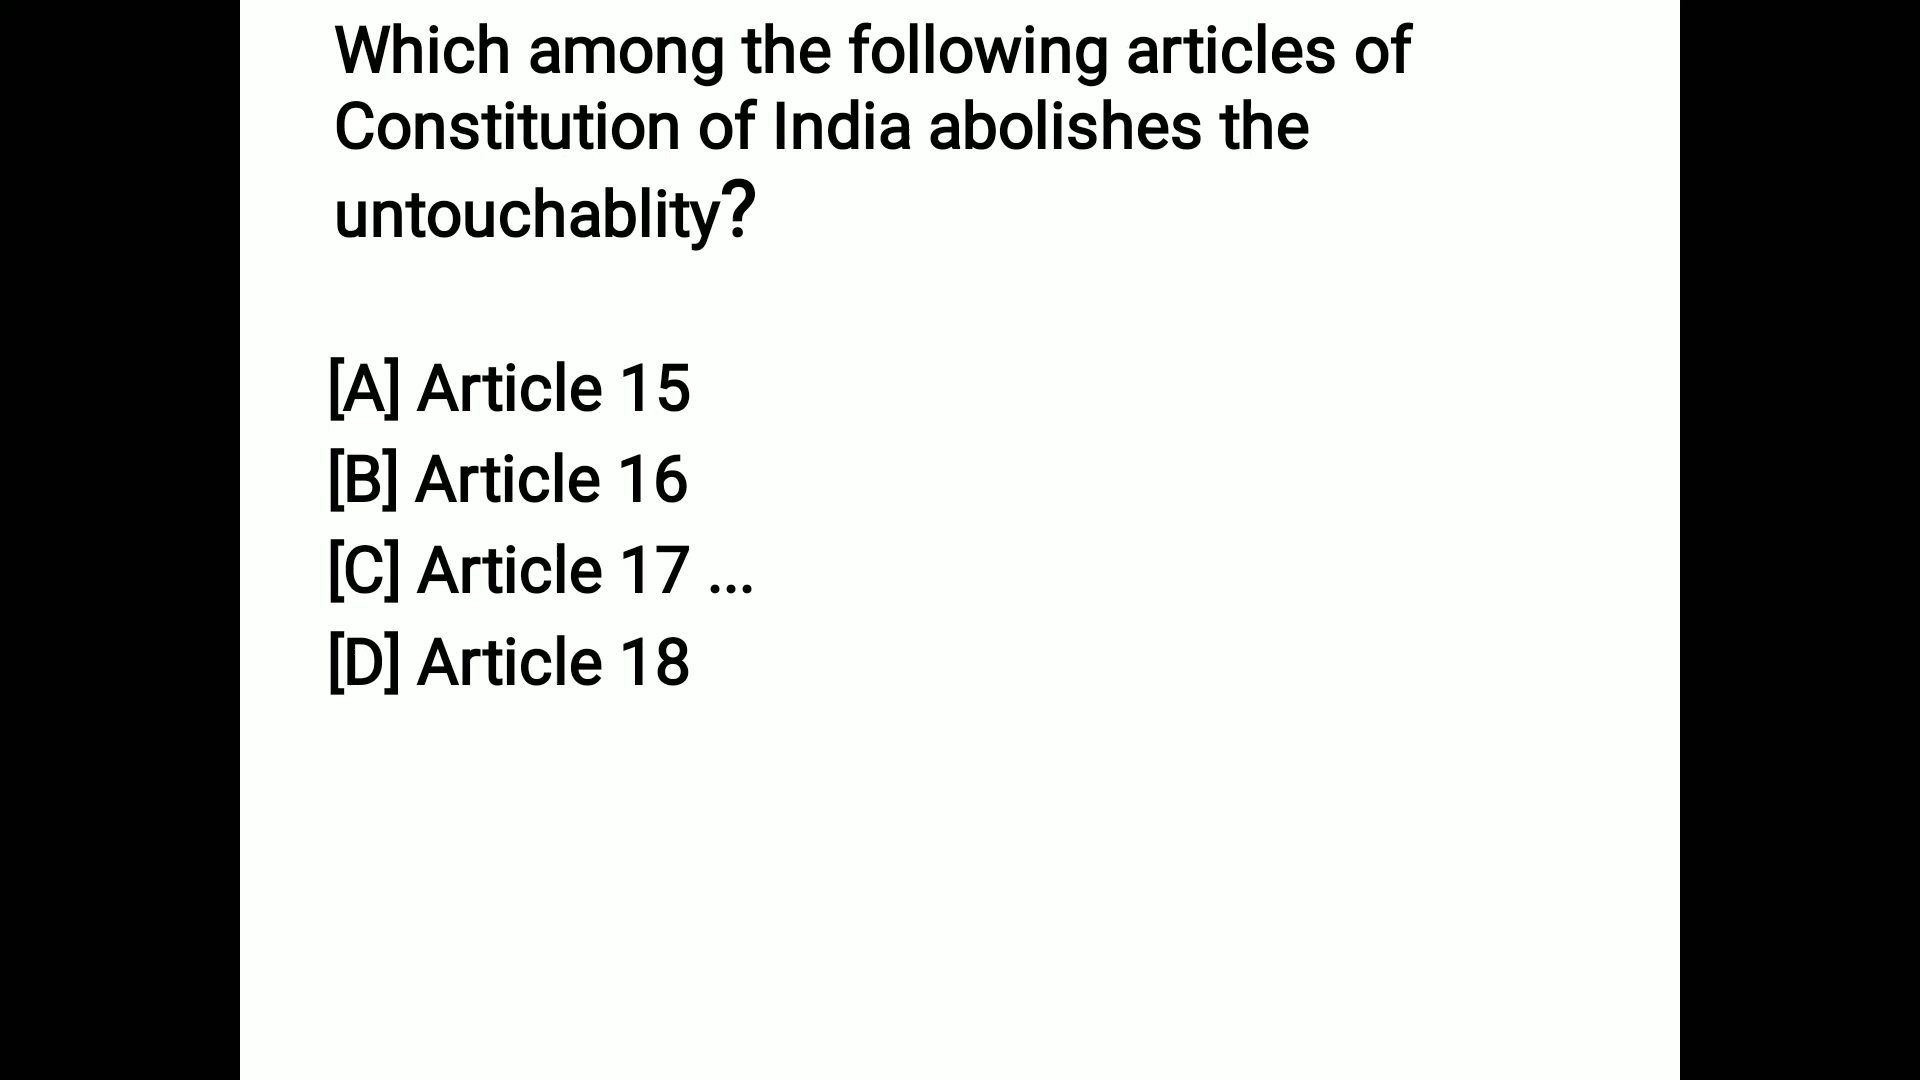 Which among the following articles of
Constitution of India abolishes the
untouchablity?
[A] Article 15
[B] Article 16
[C] Article 17 ...
[D] Article 18